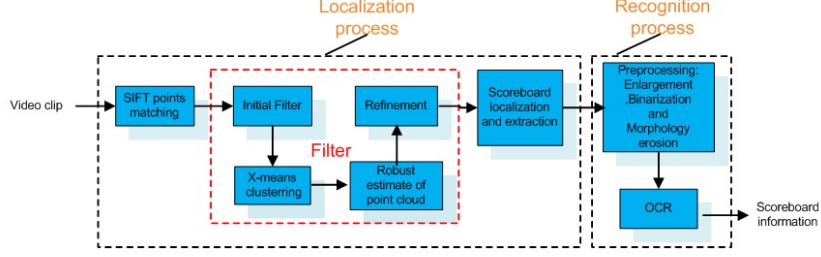 Localization
process
Recognition
process
Video clip
SIFT points
matching
Initial Filter
X-means
clusterring
Filter
Robust
estimate of
point cloud
Refinement
Scoreboard
localization
and extraction
Preprocessing:
Enlargement
,Binarization
and
Morphology
erosion
OCR
Scoreboard
information